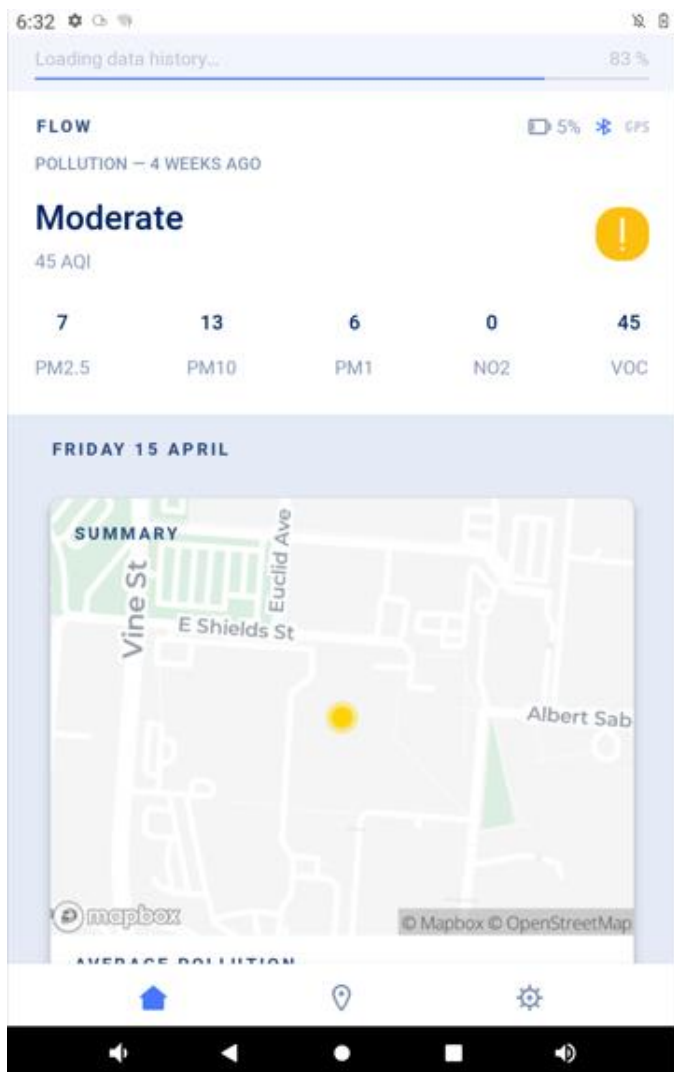 6:32
Loading data history... 83 %
FLOW 5% GPS
POLLUTION — 4 WEEKS AGO
Moderate
45 AQI
7 13 6 0 45
PM2.5 PM10 PM1 NO2 VOC
FRIDAY 15 APRIL
SUMMARY
Vine St
Euclid Ave
E Shields St
Albert Sab
mapbox
© Mapbox © OpenStreetMap
AVERAGE POLLUTION